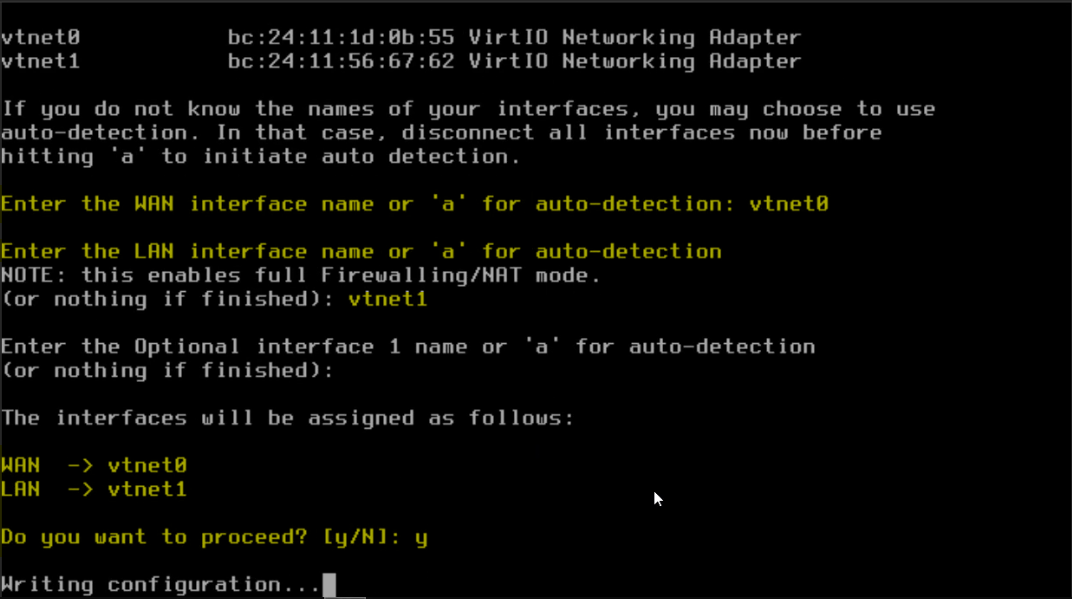 vtnet0 bc:24:11:1d:0b:55 VirtIO Networking Adapter
vtnet1 bc:24:11:56:67:62 VirtIO Networking Adapter
If you do not know the names of your interfaces, you may choose to use
auto-detection. In that case, disconnect all interfaces now before
hitting 'a' to initiate auto detection.
Enter the WAN interface name or 'a' for auto-detection: vtnet0
Enter the LAN interface name or 'a' for auto-detection
NOTE: this enables full Firewalling/NAT mode.
(or nothing if finished): vtnet1
Enter the Optional interface 1 name or 'a' for auto-detection
(or nothing if finished):
The interfaces will be assigned as follows:
WAN -> vtnet0
LAN -> vtnet1
Do you want to proceed? [y/N]: y
Writing configuration...